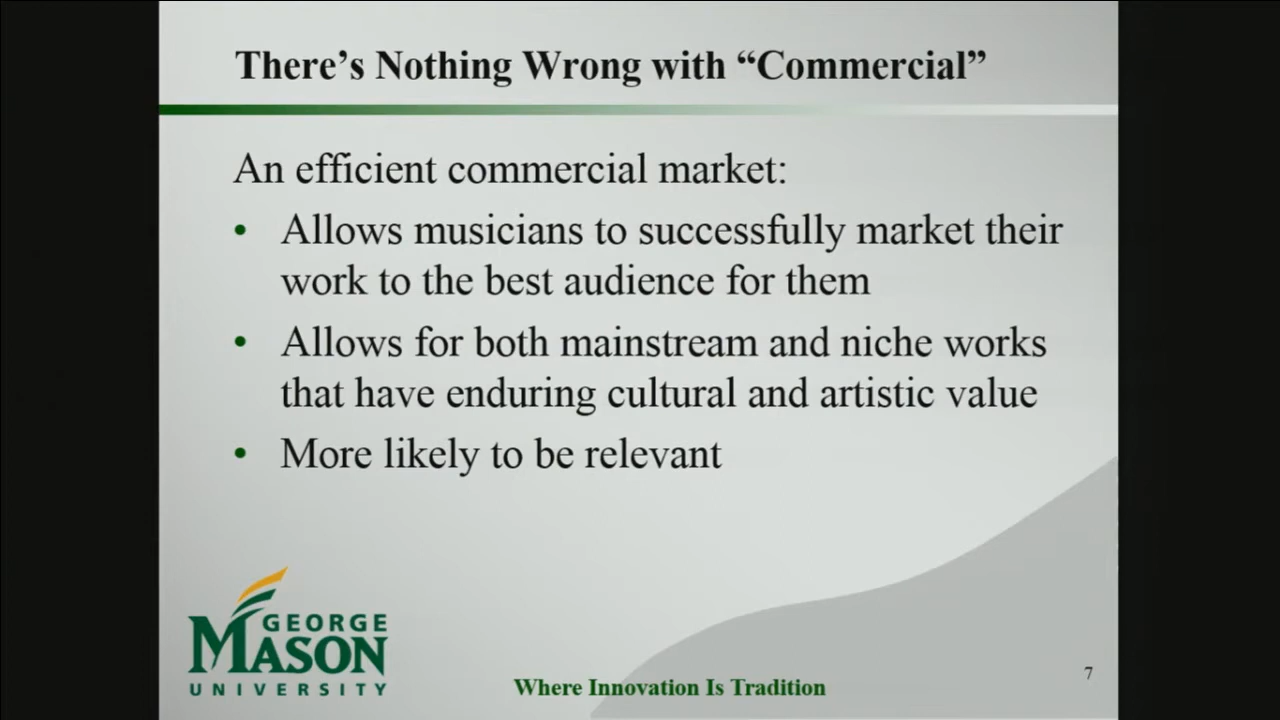 There’s Nothing Wrong with “Commercial”
An efficient commercial market:
• Allows musicians to successfully market their
work to the best audience for them
• Allows for both mainstream and niche works
that have enduring cultural and artistic value
• More likely to be relevant
GEORGE
MASON
UNIVERSITY
Where Innovation Is Tradition
7